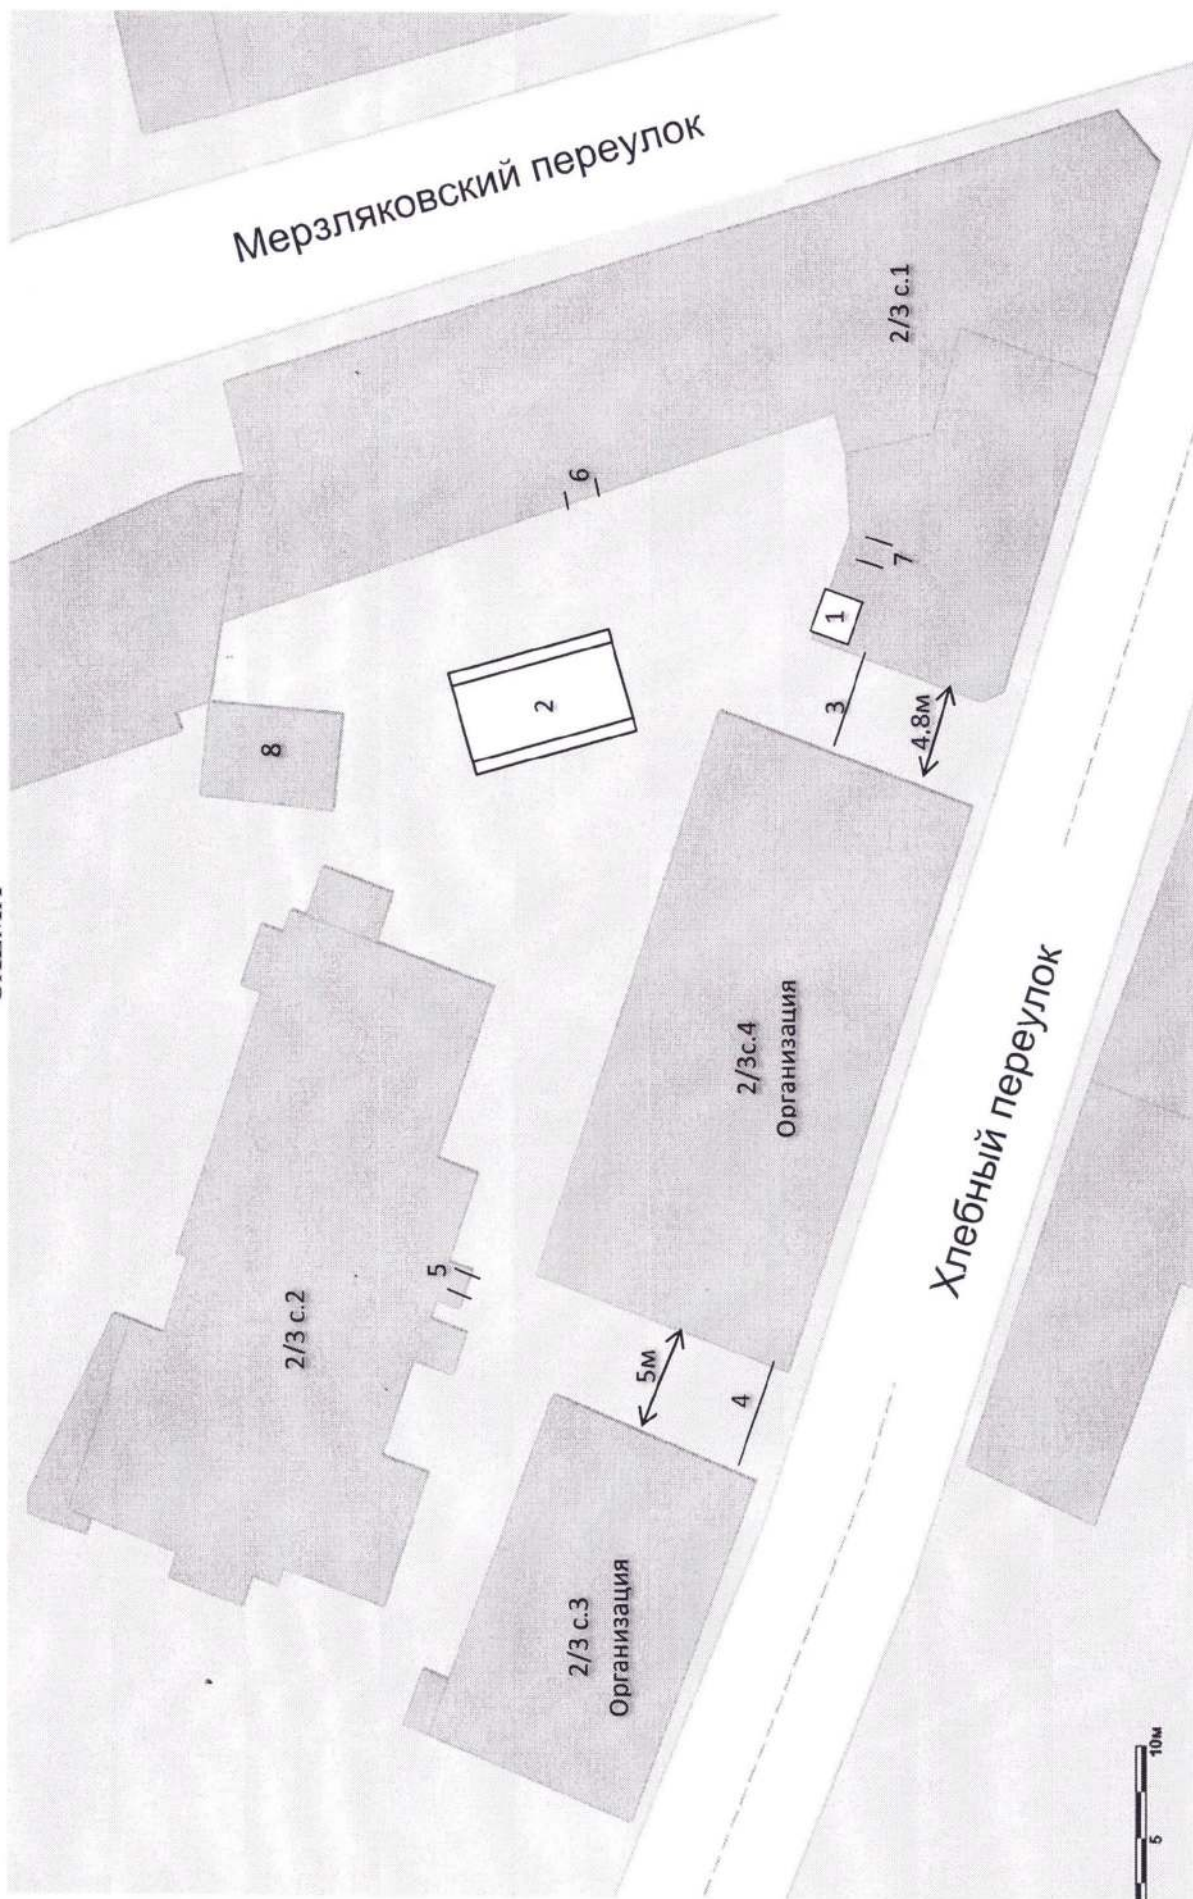 Мерзляковский переулок
2/3 с.1
6
7
1
2
8
3
4.8м
2/3с.4
Организация
5
2/3 с.2
5м
4
Хлебный переулок
2/3 с.3
Организация
5
10м